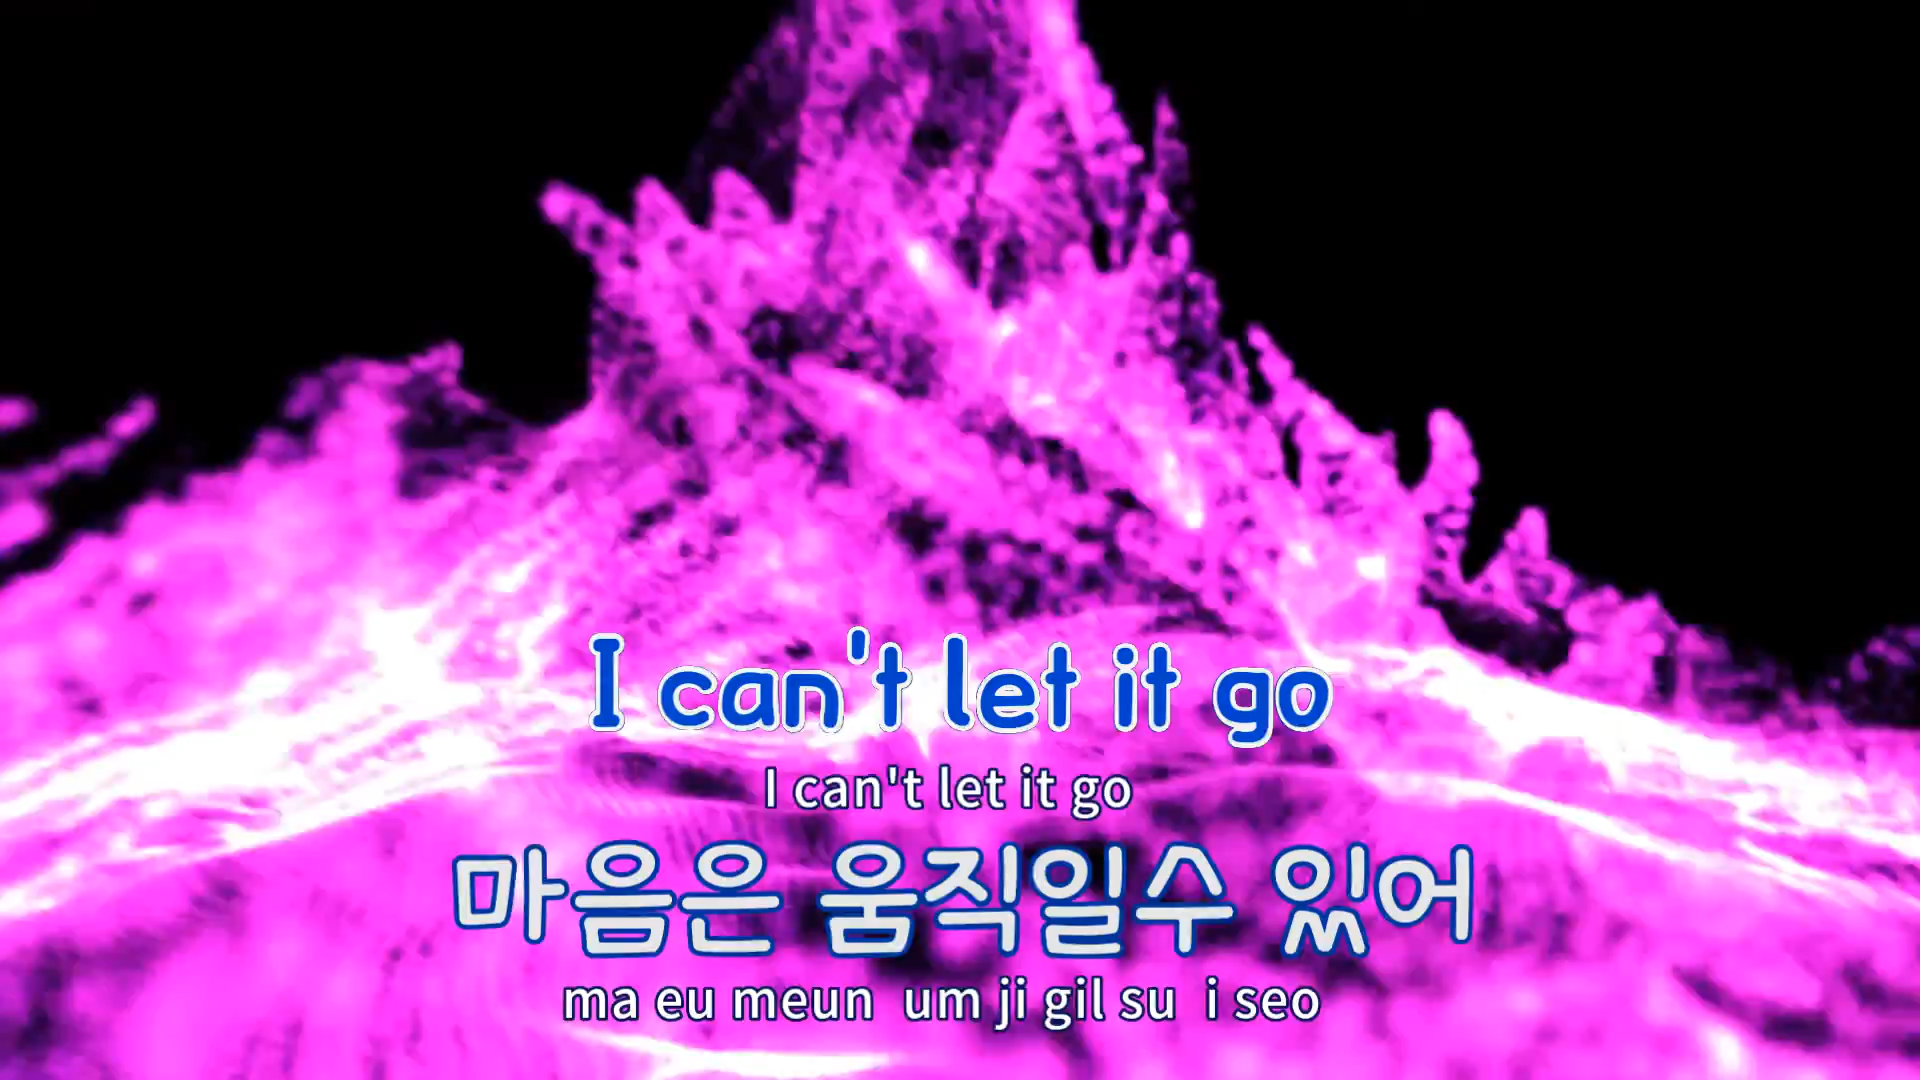 I can't let it go
I can't let it go
마음은 움직일수 있어
ma eu meun um ji gil su i seo